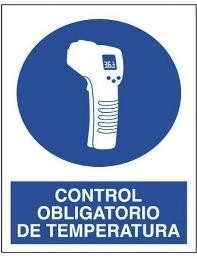 36.3
CONTROL
OBLIGATORIO
DE TEMPERATURA